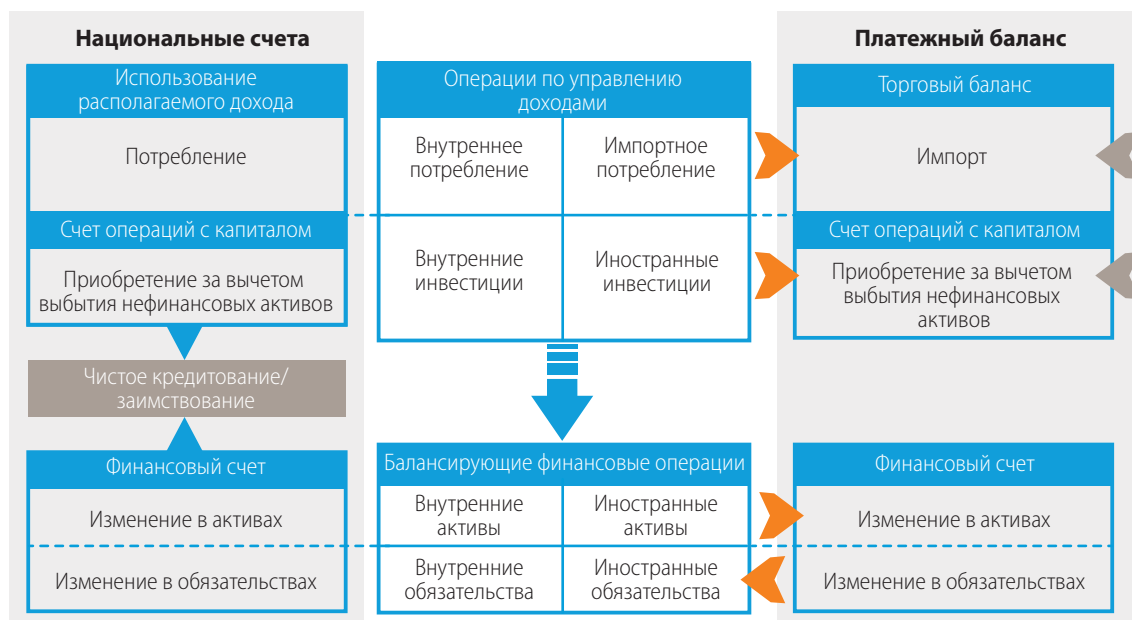 Национальные счета
Использование
располагаемого дохода
Потребление
Счет операций с капиталом
Приобретение за вычетом
выбытия нефинансовых активов
Чистое кредитование/
заимствование
Финансовый счет
Изменение в активах
Изменение в обязательствах
Операции по управлению
доходами
Внутреннее
потребление
Импортное
потребление
Внутренние
инвестиции
Иностранные
инвестиции
Балансирующие финансовые операции
Внутренние
активы
Иностранные
активы
Внутренние
обязательства
Иностранные
обязательства
Платежный баланс
Торговый баланс
Импорт
Счет операций с капиталом
Приобретение за вычетом
выбытия нефинансовых
активов
Финансовый счет
Изменение в активах
Изменение в обязательствах